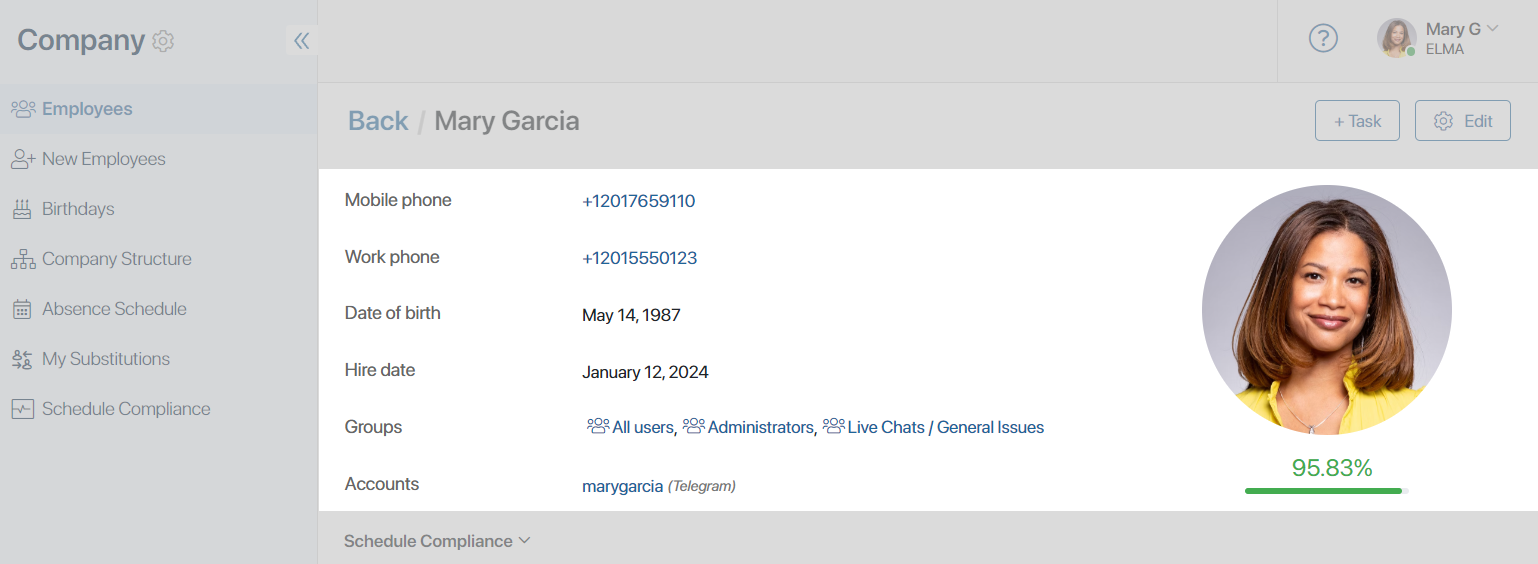 Company
Mary G
ELMA
Employees
New Employees
Birthdays
Company Structure
Absence Schedule
My Substitutions
Schedule Compliance
Back / Mary Garcia
+ Task
Edit
Mobile phone +12017659110
Work phone +12015550123
Date of birth May 14, 1987
Hire date January 12, 2024
Groups All users, Administrators, Live Chats / General Issues
Accounts marygarcia (Telegram)
95.83%
Schedule Compliance